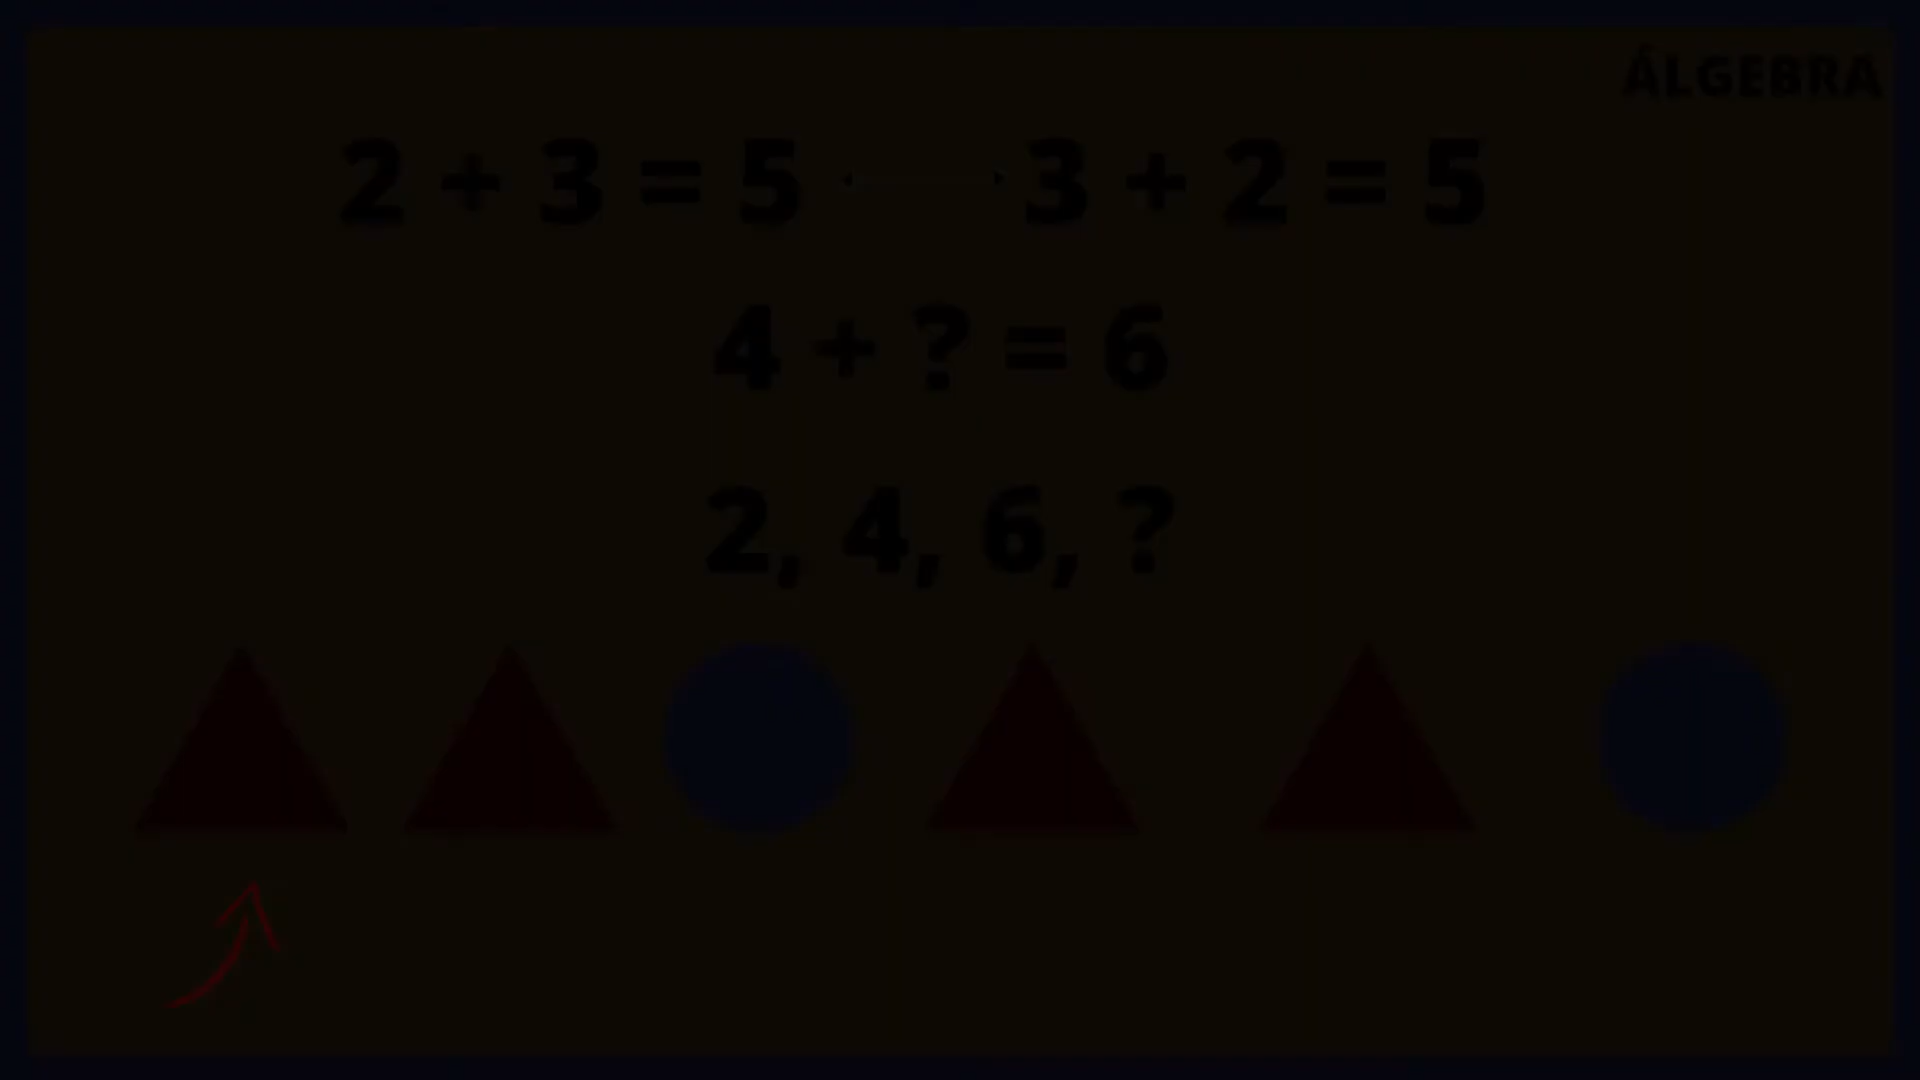 ÁLGEBRA
2 + 3 = 5 3 + 2 = 5
4 + ? = 6
2, 4, 6, ?